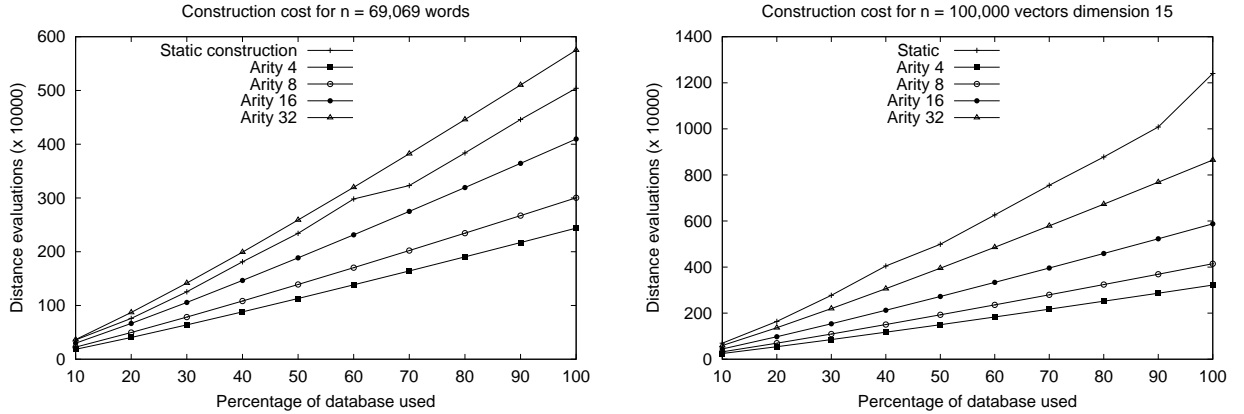 Construction cost for n = 69,069 words
600
500
400
300
200
100
0
Distance evaluations (x 10000)
Static construction
Arity 4
Arity 8
Arity 16
Arity 32
10 20 30 40 50 60 70 80 90 100
Percentage of database used
Construction cost for n = 100,000 vectors dimension 15
1400
1200
1000
800
600
400
200
0
Distance evaluations (x 10000)
Static
Arity 4
Arity 8
Arity 16
Arity 32
10 20 30 40 50 60 70 80 90 100
Percentage of database used